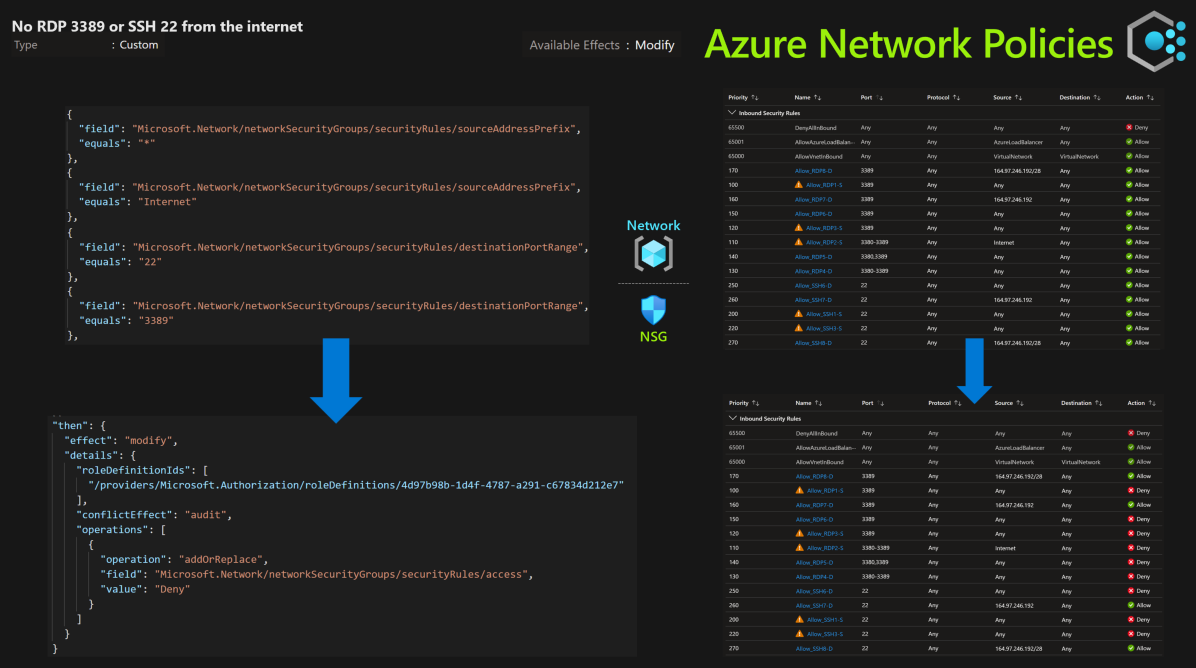 No RDP 3389 or SSH 22 from the internet
Type : Custom
Available Effects : Modify
Azure Network Policies
{
"field": "Microsoft.Network/networkSecurityGroups/securityRules/sourceAddressPrefix",
"equals": "*"
},
{
"field": "Microsoft.Network/networkSecurityGroups/securityRules/sourceAddressPrefix",
"equals": "Internet"
},
{
"field": "Microsoft.Network/networkSecurityGroups/securityRules/destinationPortRange",
"equals": "22"
},
{
"field": "Microsoft.Network/networkSecurityGroups/securityRules/destinationPortRange",
"equals": "3389"
},
"then": {
"effect": "modify",
"details": {
"roleDefinitionIds": [
"/providers/Microsoft.Authorization/roleDefinitions/4d97b98b-1d4f-4787-a291-c67834d212e7"
],
"conflictEffect": "audit",
"operations": [
{
"operation": "addOrReplace",
"field": "Microsoft.Network/networkSecurityGroups/securityRules/access",
"value": "Deny"
}
]
}
}
Network
NSG
Priority Name Port Protocol Source Destination Action
Inbound Security Rules
65500 DenyAllInBound Any Any Any Any Deny
65001 AllowAzureLoadBalan··· Any Any AzureLoadBalancer Any Allow
65000 AllowVnetInBound Any Any VirtualNetwork VirtualNetwork Allow
170 Allow_RDP8-D 3389 Any 164.97.246.192/28 Any Allow
100 Allow_RDP1-S 3389 Any Any Any Allow
160 Allow_RDP7-D 3389 Any 164.97.246.192 Any Allow
150 Allow_RDP6-D 3389 Any Any Any Allow
120 Allow_RDP3-S 3389 Any Any Any Allow
110 Allow_RDP2-S 3380-3389 Any Internet Any Allow
140 Allow_RDP5-D 3380,3389 Any Any Any Allow
130 Allow_RDP4-D 3380-3389 Any Any Any Allow
250 Allow_SSH6-D 22 Any Any Any Allow
260 Allow_SSH7-D 22 Any 164.97.246.192 Any Allow
200 Allow_SSH1-S 22 Any Any Any Allow
220 Allow_SSH3-S 22 Any Any Any Allow
270 Allow_SSH8-D 22 Any 164.97.246.192/28 Any Allow
Priority Name Port Protocol Source Destination Action
Inbound Security Rules
65500 DenyAllInBound Any Any Any Any Deny
65001 AllowAzureLoadBalan··· Any Any AzureLoadBalancer Any Allow
65000 AllowVnetInBound Any Any VirtualNetwork VirtualNetwork Allow
170 Allow_RDP8-D 3389 Any 164.97.246.192/28 Any Allow
100 Allow_RDP1-S 3389 Any Any Any Deny
160 Allow_RDP7-D 3389 Any 164.97.246.192 Any Allow
150 Allow_RDP6-D 3389 Any Any Any Deny
120 Allow_RDP3-S 3389 Any Any Any Deny
110 Allow_RDP2-S 3380-3389 Any Internet Any Deny
140 Allow_RDP5-D 3380,3389 Any Any Any Deny
130 Allow_RDP4-D 3380-3389 Any Any Any Deny
250 Allow_SSH6-D 22 Any Any Any Deny
260 Allow_SSH7-D 22 Any 164.97.246.192 Any Allow
200 Allow_SSH1-S 22 Any Any Any Deny
220 Allow_SSH3-S 22 Any Any Any Deny
270 Allow_SSH8-D 22 Any 164.97.246.192/28 Any Allow